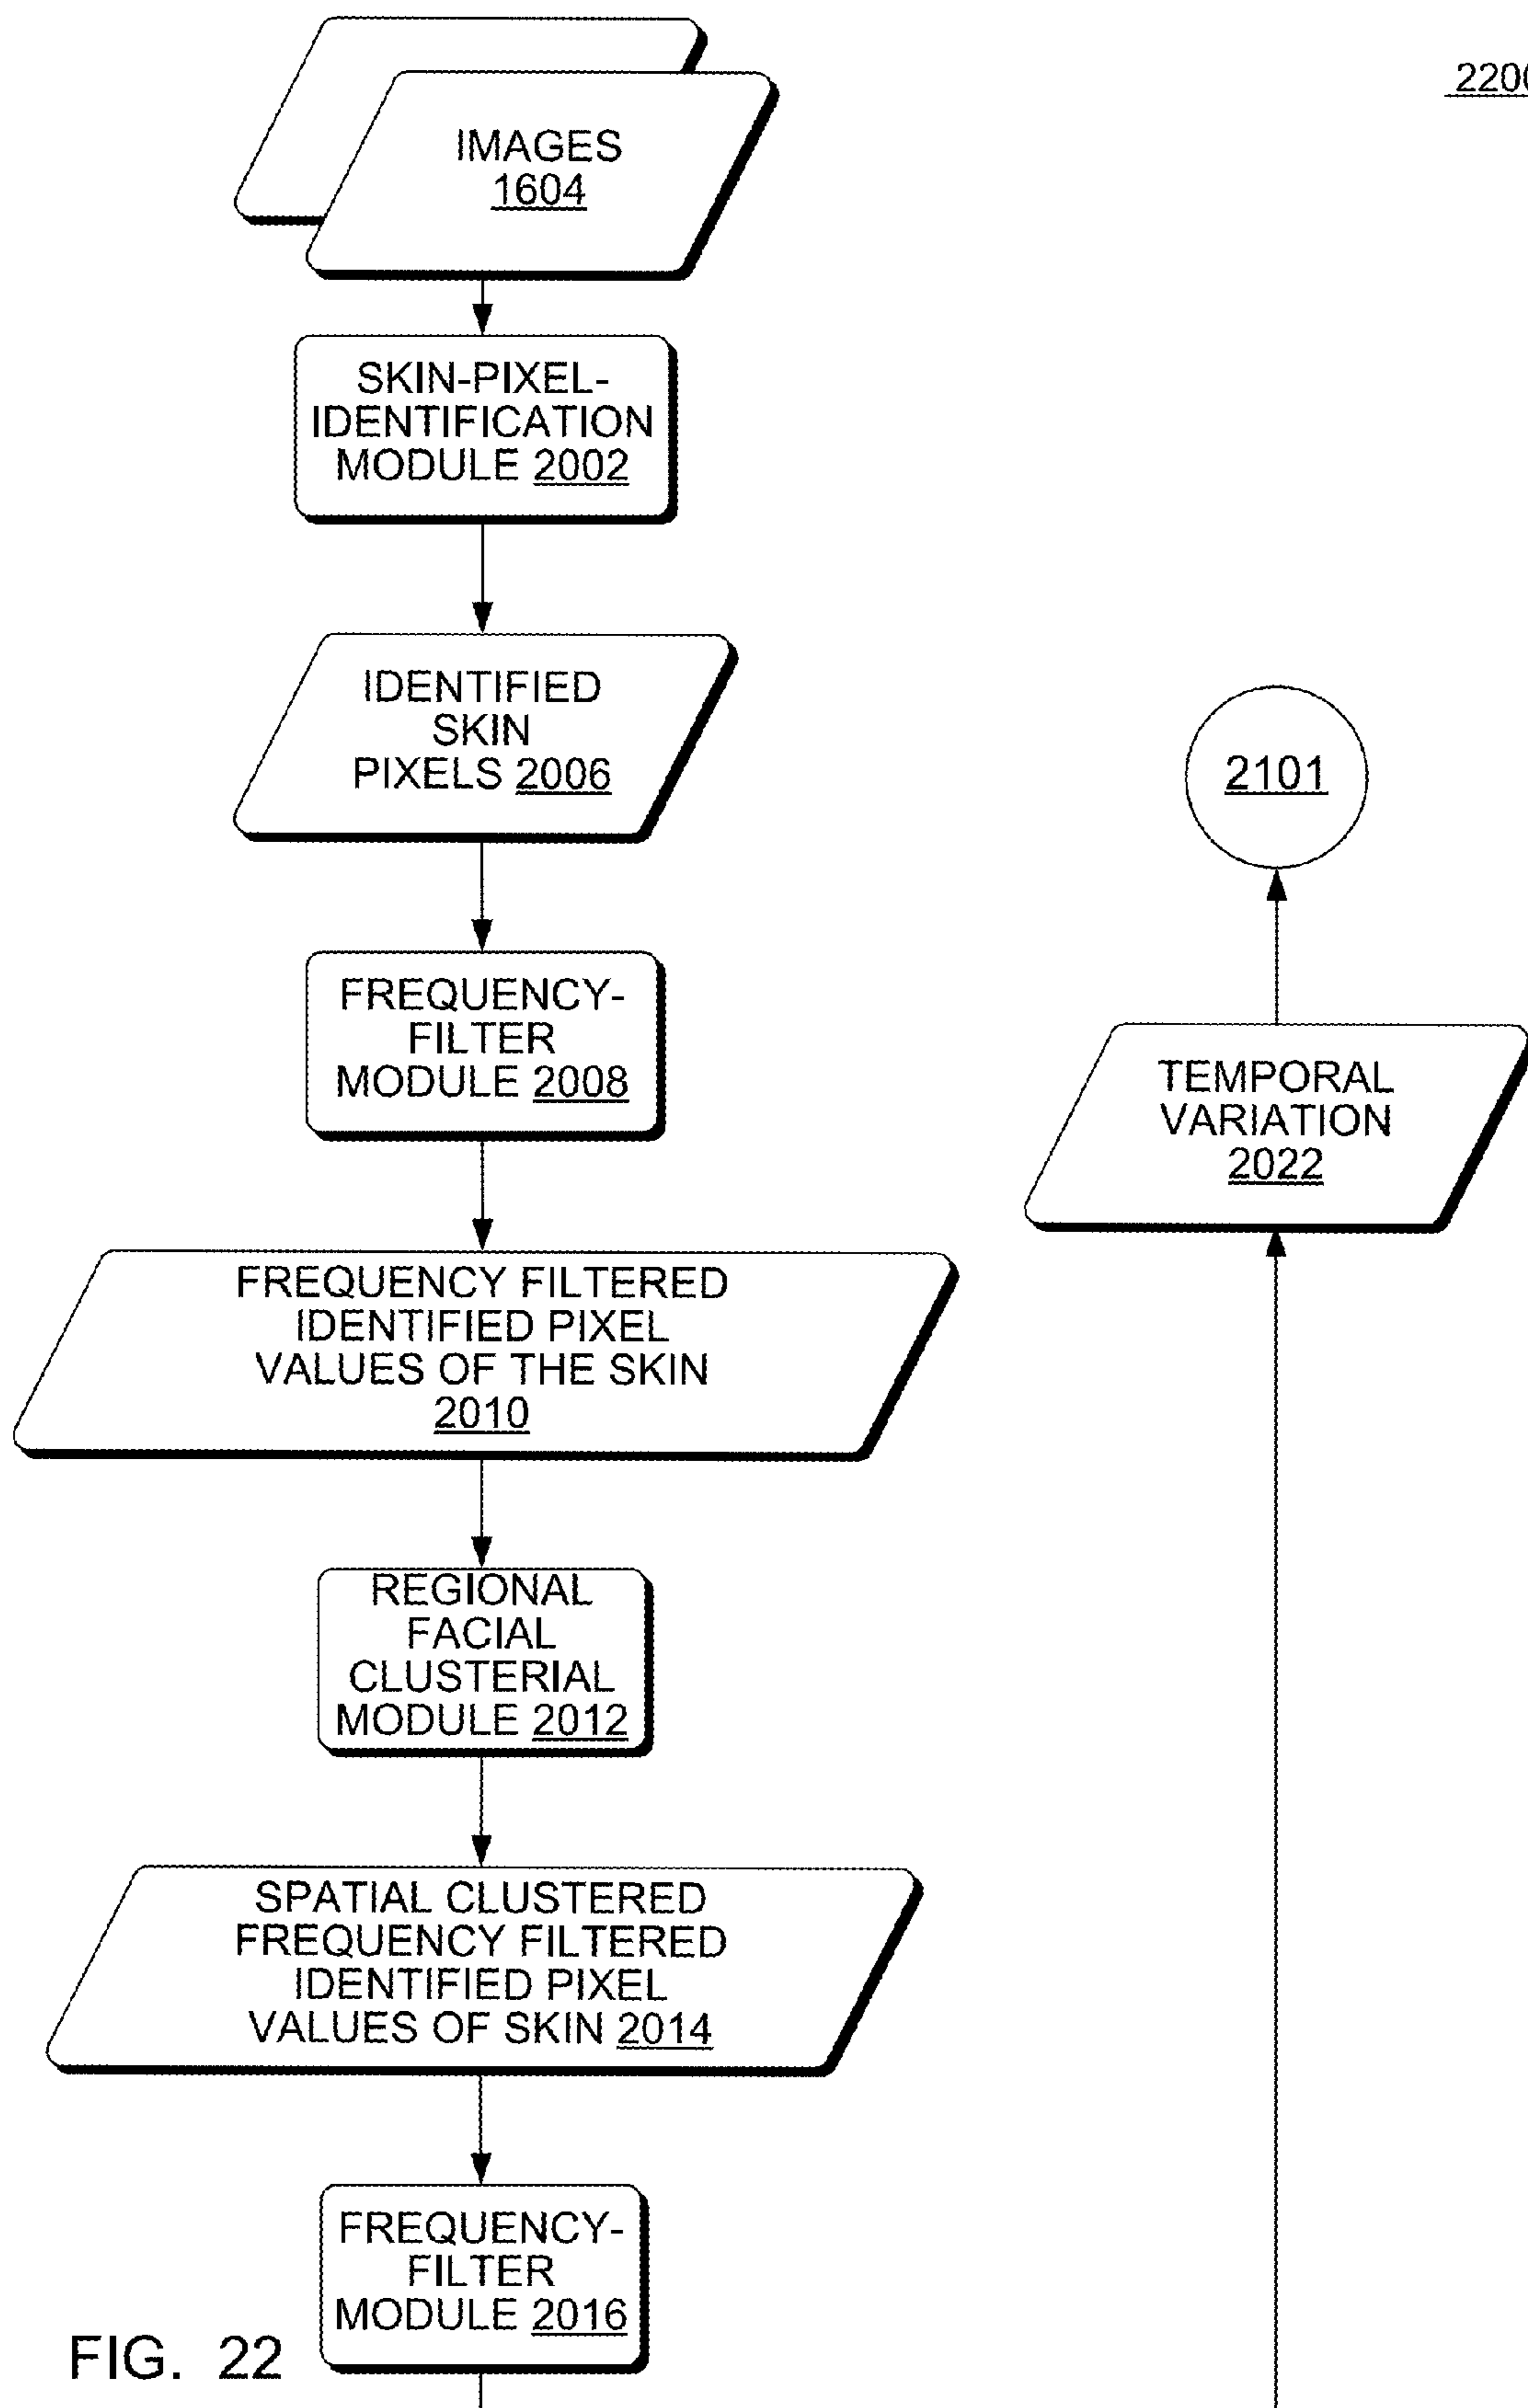 2200
IMAGES
1604
SKIN-PIXEL-
IDENTIFICATION
MODULE 2002
IDENTIFIED
SKIN
PIXELS 2006
FREQUENCY-
FILTER
MODULE 2008
FREQUENCY FILTERED
IDENTIFIED PIXEL
VALUES OF THE SKIN
2010
REGIONAL
FACIAL
CLUSTERIAL
MODULE 2012
SPATIAL CLUSTERED
FREQUENCY FILTERED
IDENTIFIED PIXEL
VALUES OF SKIN 2014
FREQUENCY-
FILTER
MODULE 2016
2101
TEMPORAL
VARIATION
2022
FIG. 22